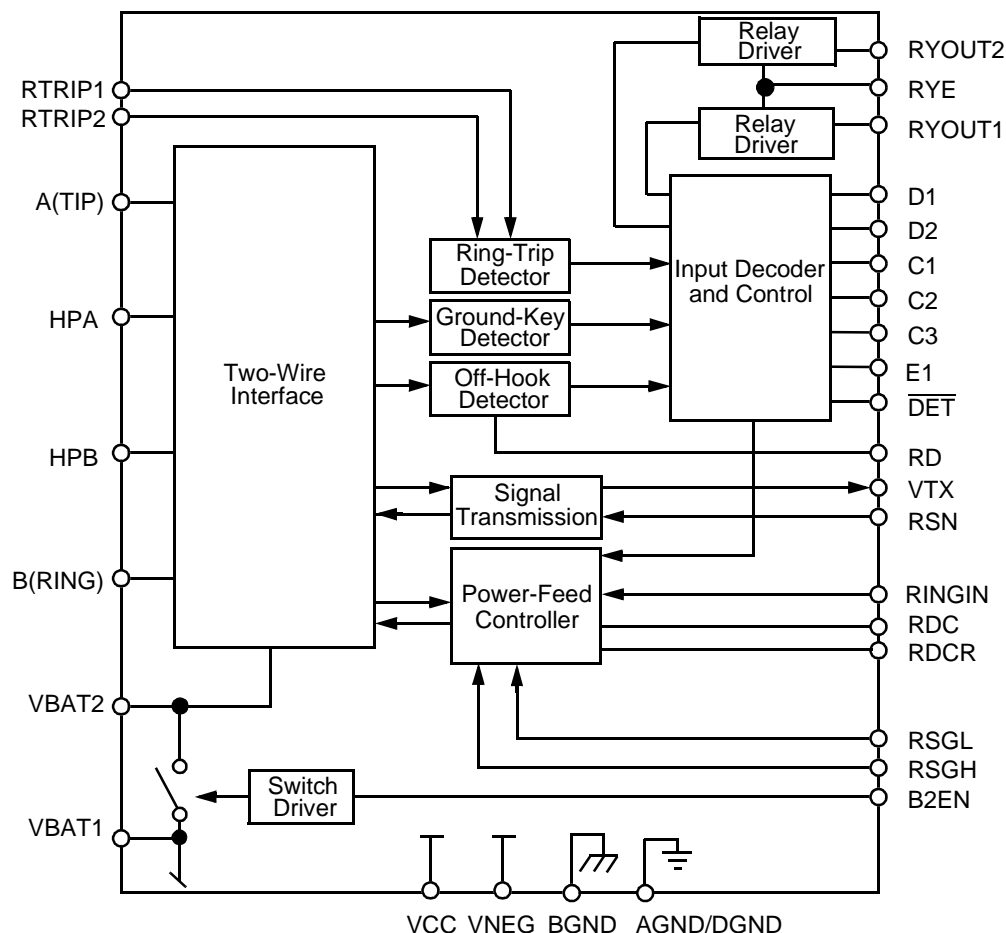 Relay
Driver
RYOUT2
RYE
Relay
Driver
RYOUT1
RTRIP1
RTRIP2
A(TIP)
HPA
HPB
B(RING)
VBAT2
VBAT1
Two-Wire
Interface
Ring-Trip
Detector
Ground-Key
Detector
Off-Hook
Detector
Input Decoder
and Control
D1
D2
C1
C2
C3
E1
DET
RD
Signal
Transmission
VTX
RSN
Power-Feed
Controller
RINGIN
RDC
RDCR
RSGL
RSGH
Switch
Driver
B2EN
VCC VNEG BGND AGND/DGND